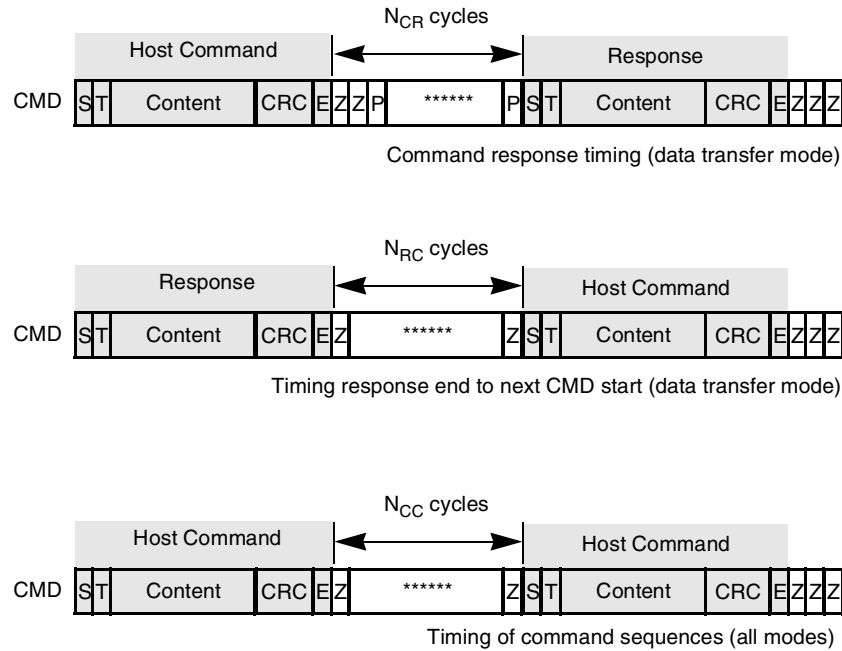 N_CR cycles
Host Command Response
CMD S T Content CRC E Z Z P ****** P S T Content CRC E Z Z Z
Command response timing (data transfer mode)
N_RC cycles
Response Host Command
CMD S T Content CRC E Z ****** Z S T Content CRC E Z Z Z
Timing response end to next CMD start (data transfer mode)
N_CC cycles
Host Command Host Command
CMD S T Content CRC E Z ****** Z S T Content CRC E Z Z Z
Timing of command sequences (all modes)